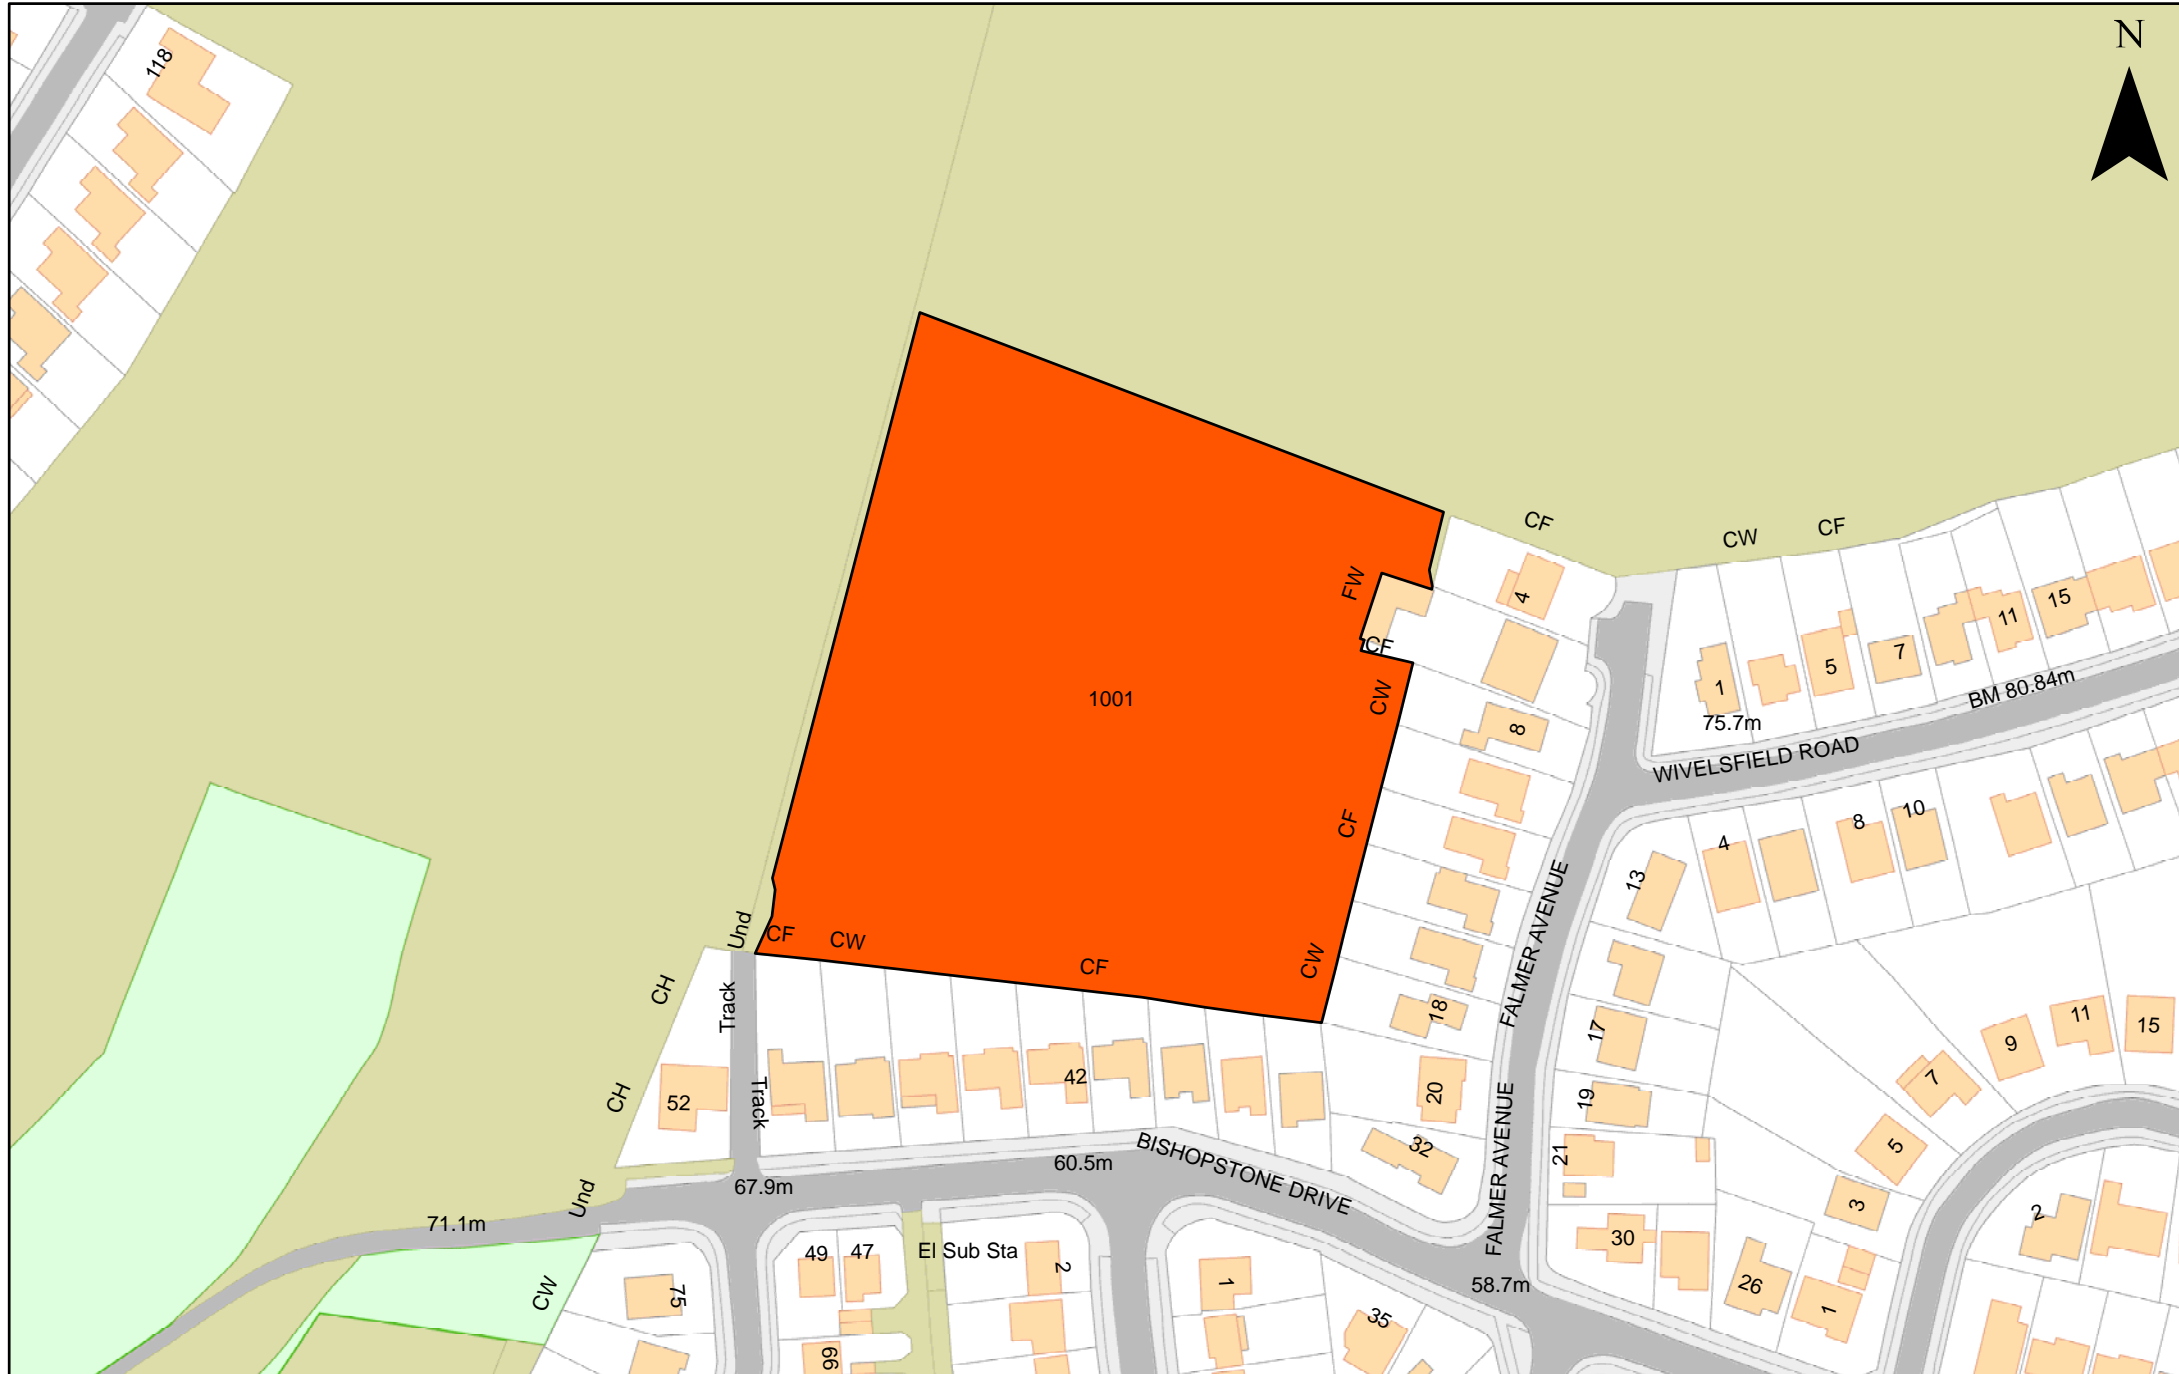 N
118
CF
CW
CF
FW
4
15
11
CF
5
7
1
CW
8
75.7m
BM 80.84m
1001
WIVELSFIELD ROAD
CF
4
8
10
13
FALMER AVENUE
Und
CF
CW
CF
CW
CH
Track
18
17
9
11
15
52
Track
42
20
19
7
CH
32
21
5
BISHOPSTONE DRIVE
60.5m
67.9m
FALMER AVENUE
Und
71.1m
3
2
49
47
El Sub Sta
2
30
1
75
CW
58.7m
26
1
35
66